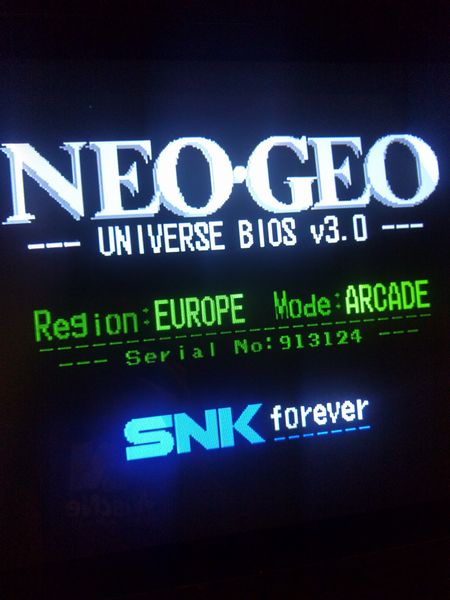 NEO·GEO
--- UNIVERSE BIOS v3.0 ---
Region:EUROPE Mode:ARCADE
--- Serial No:913124 ---
SNK forever